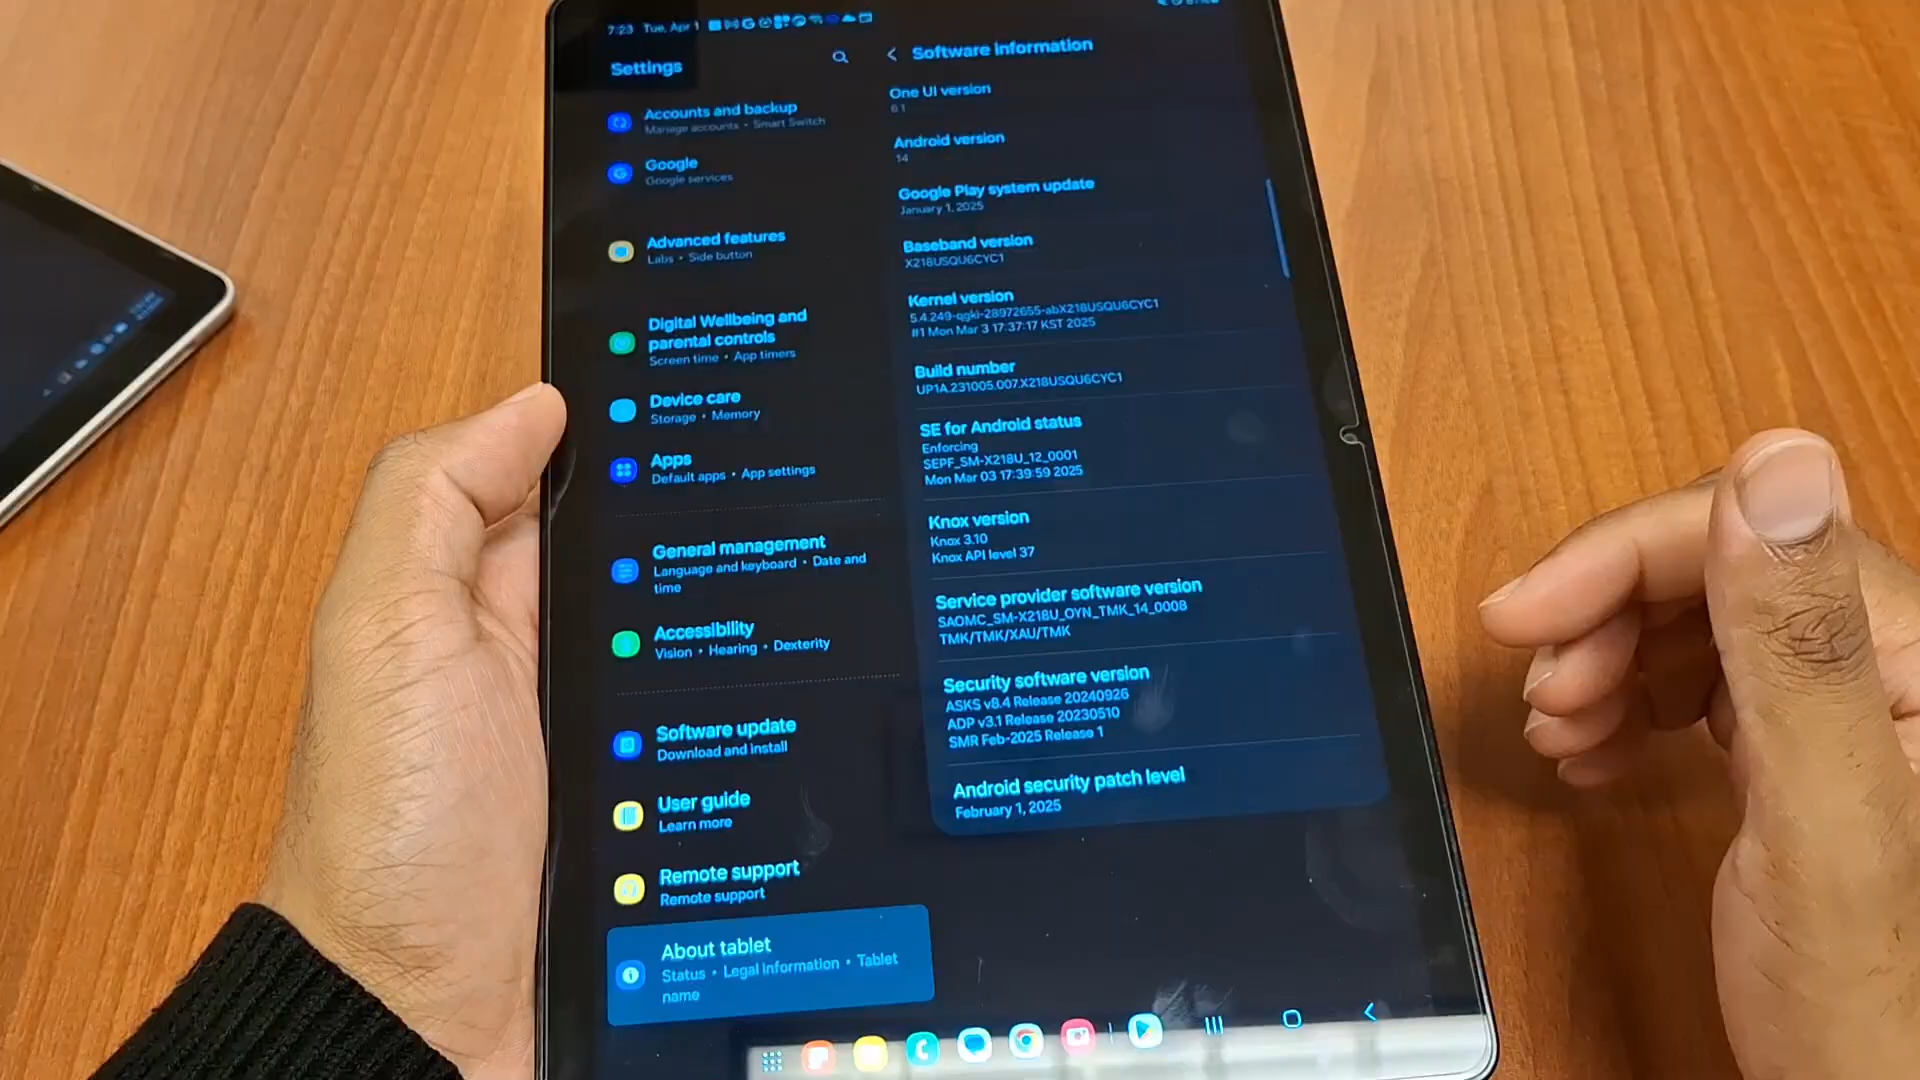 7:23 Tue, Apr 1
Settings
Accounts and backup
Manage accounts • Smart Switch
Google
Google services
Advanced features
Labs • Side button
Digital Wellbeing and
parental controls
Screen time • App timers
Device care
Storage • Memory
Apps
Default apps • App settings
General management
Language and keyboard • Date and
time
Accessibility
Vision • Hearing • Dexterity
Software update
Download and install
User guide
Learn more
Remote support
Remote support
About tablet
Status • Legal information • Tablet
name
Software information
One UI version
6.1
Android version
14
Google Play system update
January 1, 2025
Baseband version
X218USQU6CYC1
Kernel version
5.4.249-qgki-28972655-abX218USQU6CYC1
#1 Mon Mar 3 17:37:17 KST 2025
Build number
UP1A.231005.007.X218USQU6CYC1
SE for Android status
Enforcing
SEPF_SM-X218U_12_0001
Mon Mar 03 17:39:59 2025
Knox version
Knox 3.10
Knox API level 37
Service provider software version
SAOMC_SM-X218U_OYN_TMK_14_0008
TMK/TMK/XAU/TMK
Security software version
ASKS v8.4 Release 20240926
ADP v3.1 Release 20230510
SMR Feb-2025 Release 1
Android security patch level
February 1, 2025